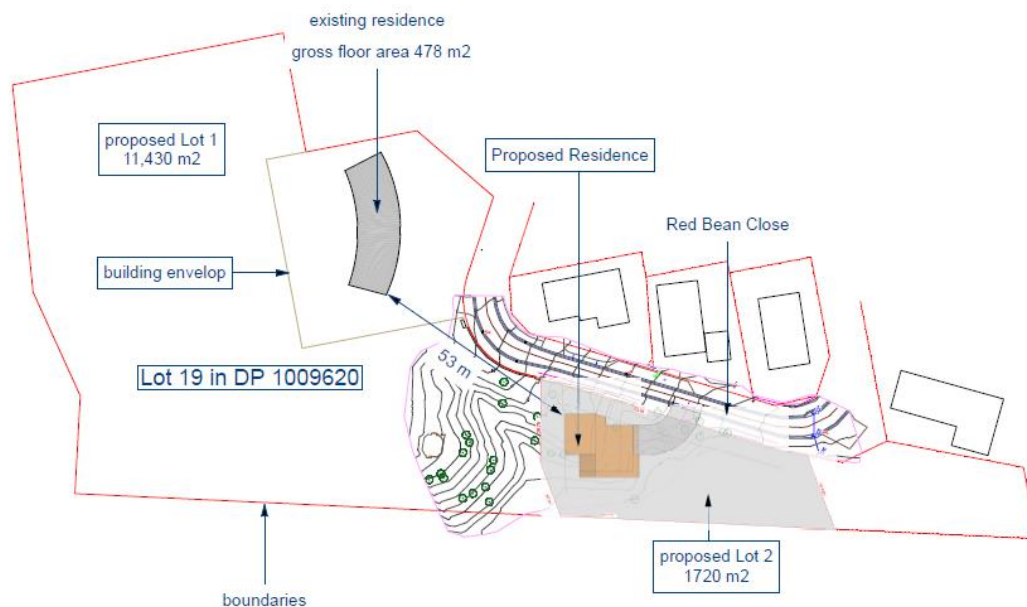 existing residence
gross floor area 478 m2
proposed Lot 1
11,430 m2
Proposed Residence
Red Bean Close
building envelop
53 m
Lot 19 in DP 1009620
proposed Lot 2
1720 m2
boundaries